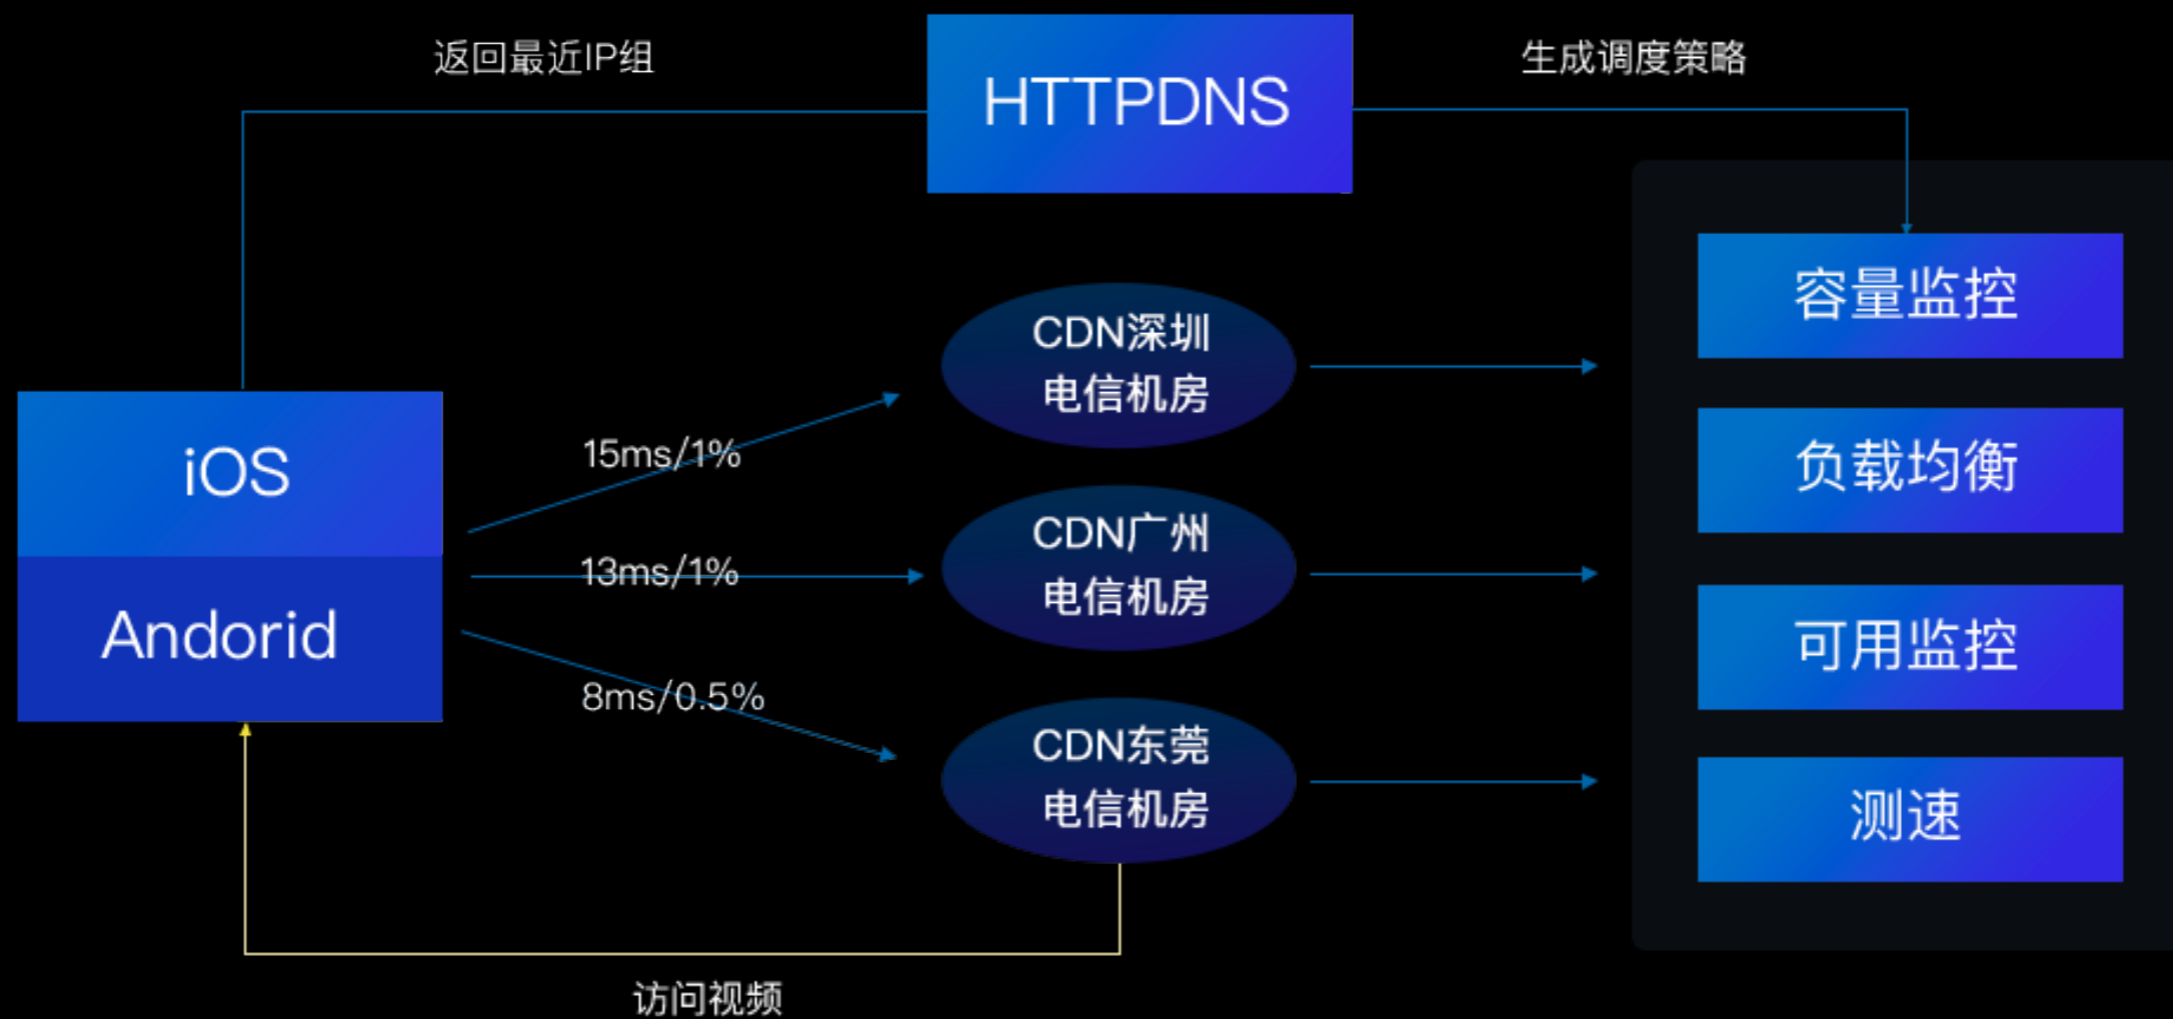 返回最近IP组
HTTPDNS
生成调度策略
iOS
Andorid
15ms/1%
13ms/1%
8ms/0.5%
CDN深圳
电信机房
CDN广州
电信机房
CDN东莞
电信机房
容量监控
负载均衡
可用监控
测速
访问视频